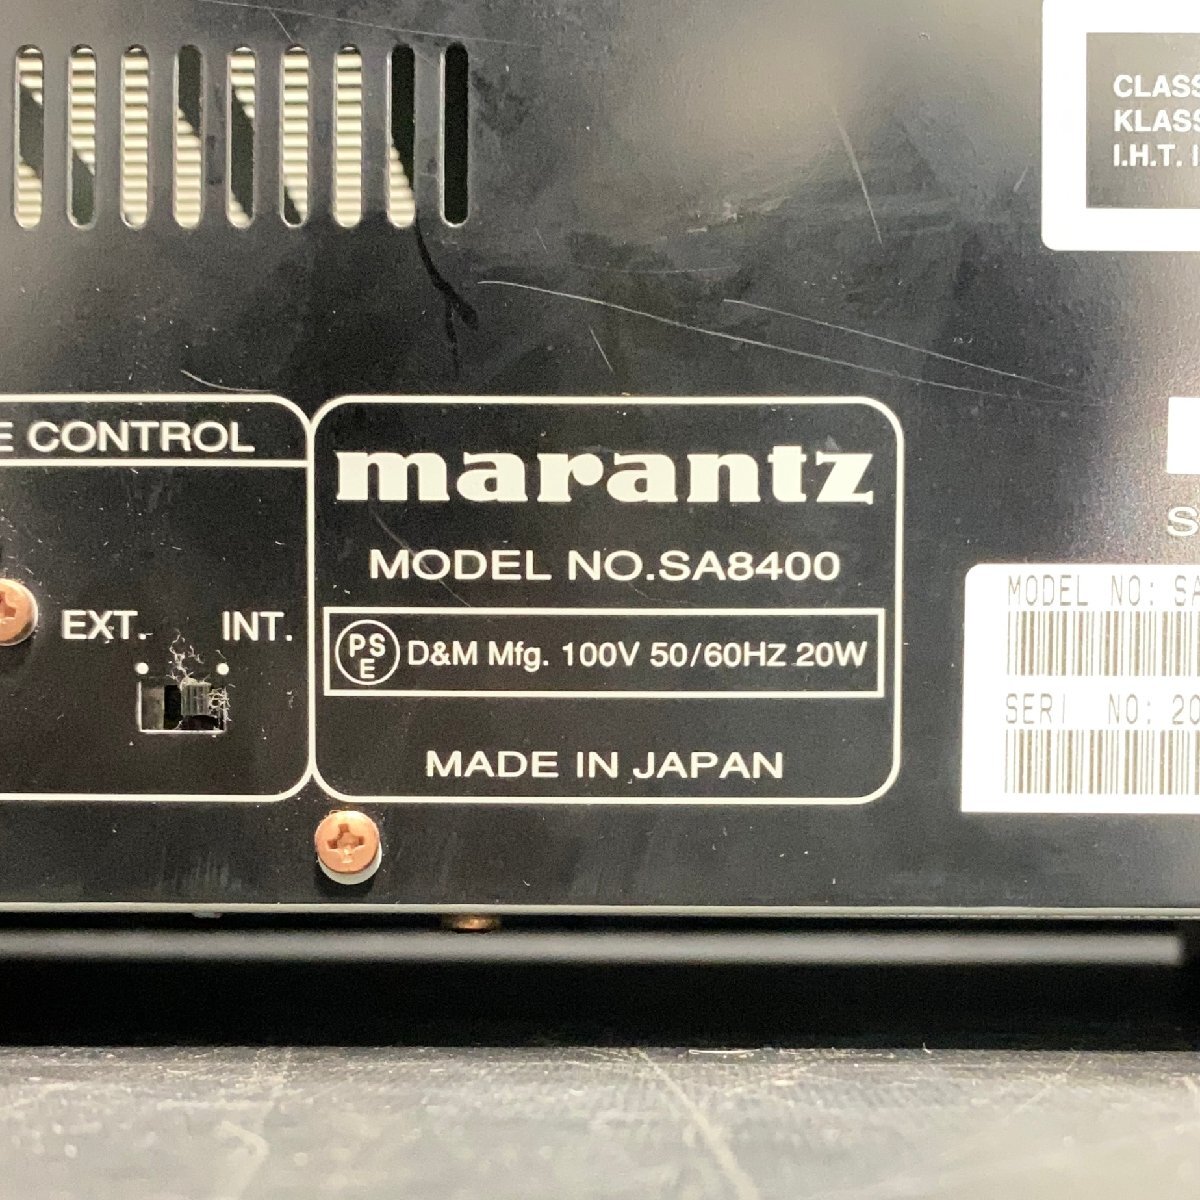 CLASS
KLASS
I.H.T.
E CONTROL
marantz
MODEL NO.SA8400
EXT. INT.
PS
E
D&M Mfg. 100V 50/60Hz 20W
MADE IN JAPAN
S
MODEL NO: SA
SERI NO: 20